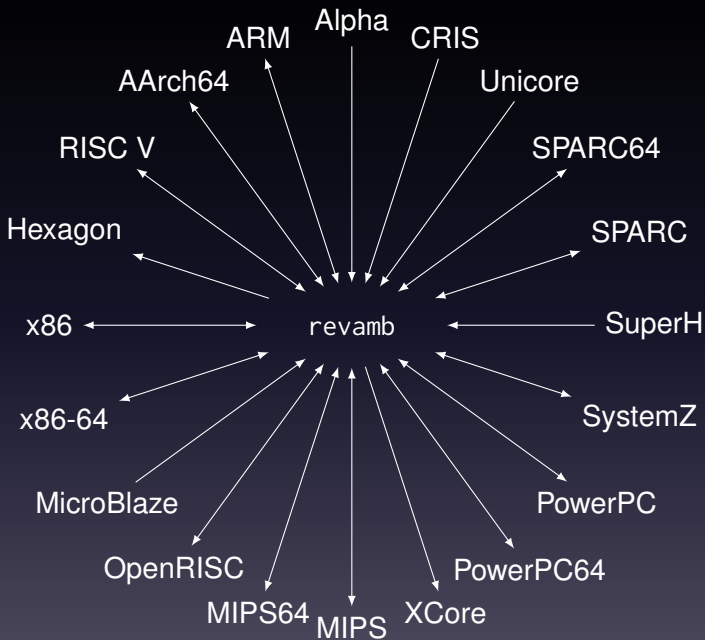 Alpha
ARM
CRIS
AArch64
Unicore
RISC V
SPARC64
Hexagon
SPARC
x86
revamb
SuperH
x86-64
SystemZ
MicroBlaze
PowerPC
OpenRISC
PowerPC64
MIPS64
XCore
MIPS